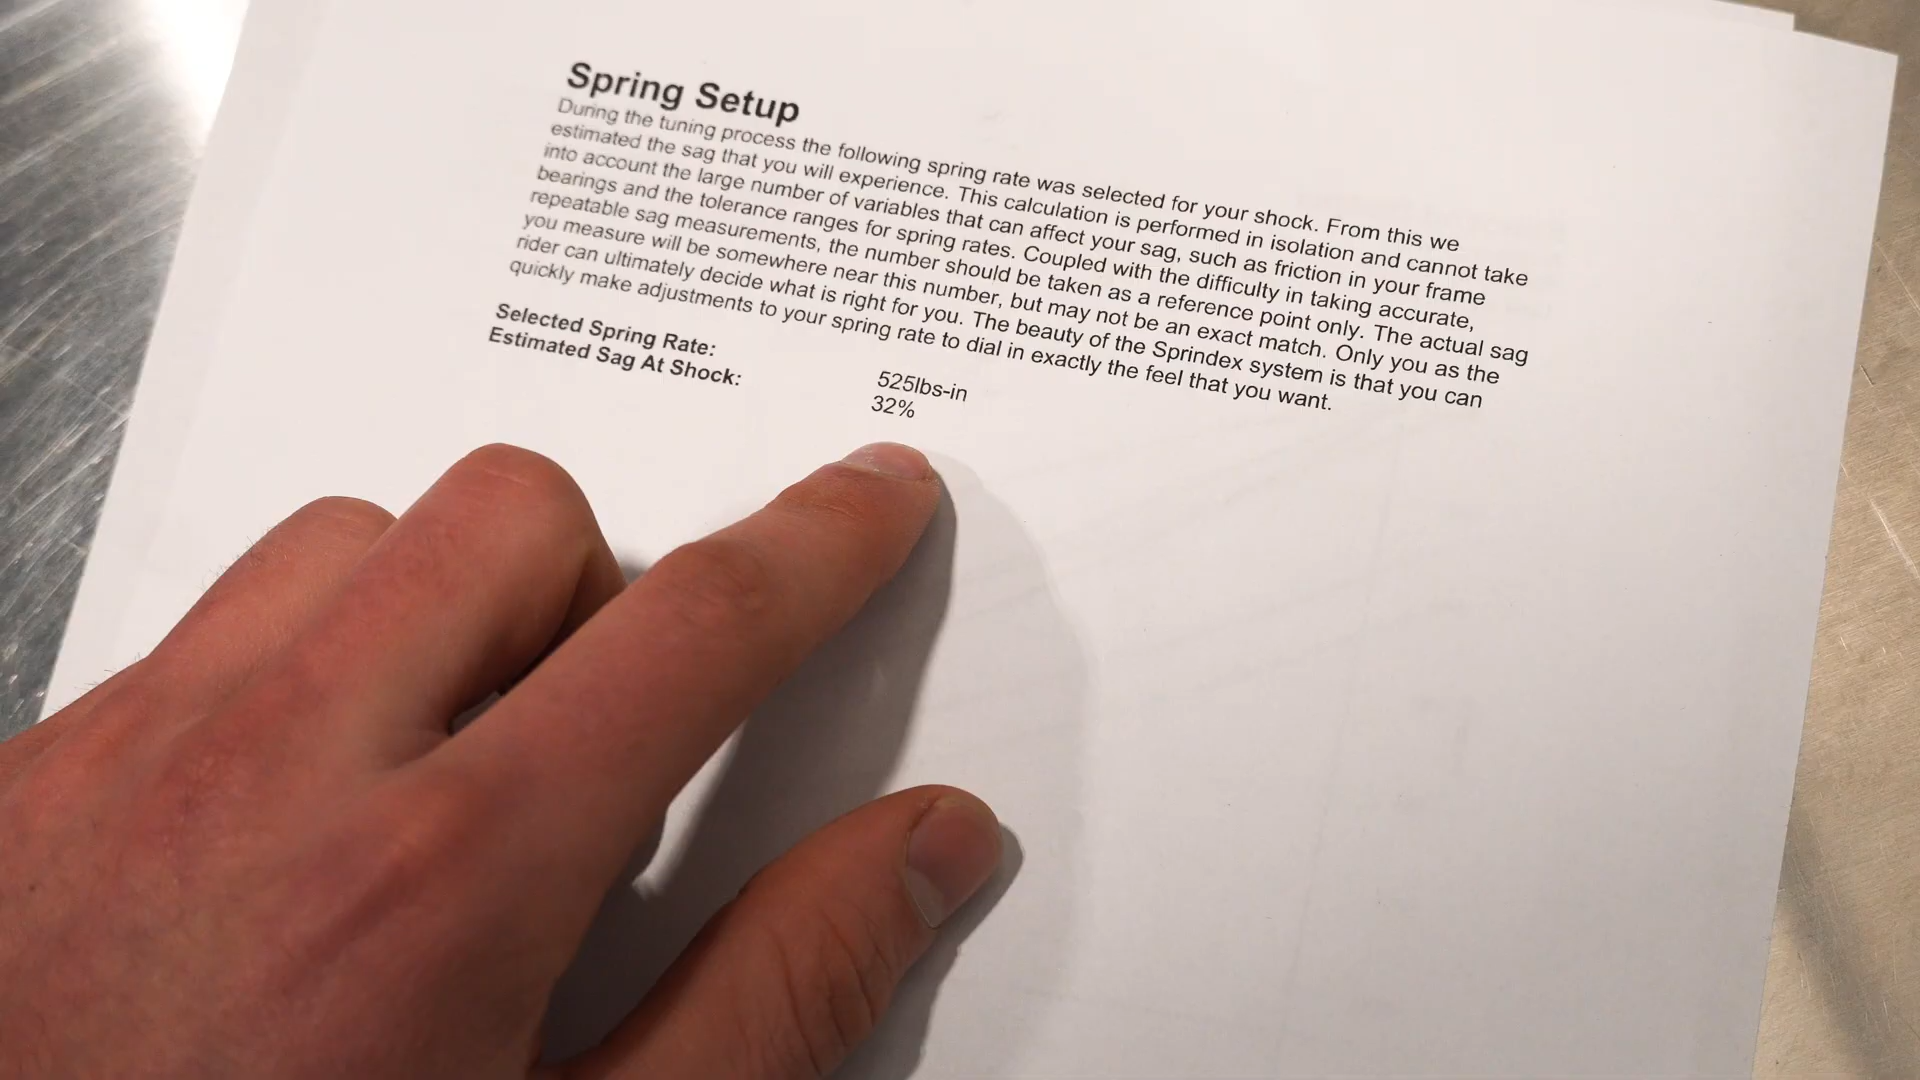 Spring Setup
During the tuning process the following spring rate was selected for your shock. From this we
estimated the sag that you will experience. This calculation is performed in isolation and cannot take
into account the large number of variables that can affect your sag, such as friction in your frame
bearings and the tolerance ranges for spring rates. Coupled with the difficulty in taking accurate,
repeatable sag measurements, the number should be taken as a reference point only. The actual sag
you measure will be somewhere near this number, but may not be an exact match. Only you as the
rider can ultimately decide what is right for you. The beauty of the Sprindex system is that you can
quickly make adjustments to your spring rate to dial in exactly the feel that you want.
Selected Spring Rate: 525lbs-in
Estimated Sag At Shock: 32%